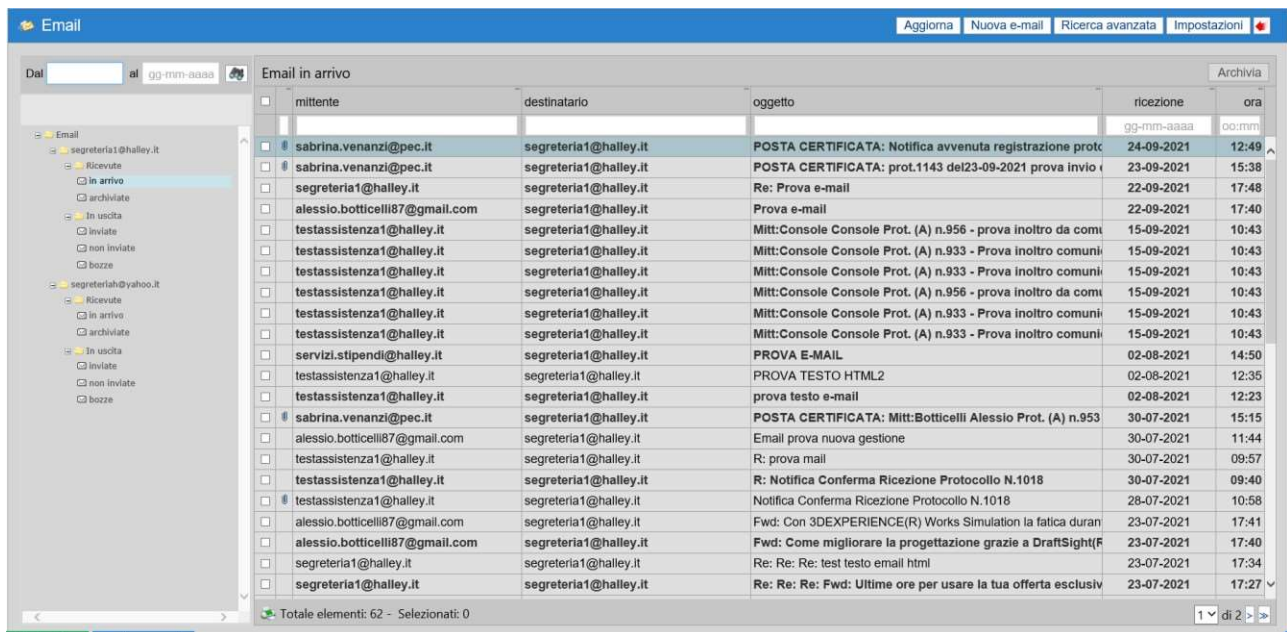 Email
Aggiorna Nuova e-mail Ricerca avanzata Impostazioni
Dal al gg-mm-aaaa
Email
segreteria1@halley.it
Ricevute
in arrivo
archiviate
In uscita
inviate
non inviate
bozze
segreteriah@yahoo.it
Ricevute
in arrivo
archiviate
In uscita
inviate
non inviate
bozze
Email in arrivo Archivia
mittente destinatario oggetto ricezione ora
gg-mm-aaaa oo:mm
sabrina.venanzi@pec.it segreteria1@halley.it POSTA CERTIFICATA: Notifica avvenuta registrazione proto 24-09-2021 12:49
sabrina.venanzi@pec.it segreteria1@halley.it POSTA CERTIFICATA: prot.1143 del23-09-2021 prova invio 23-09-2021 15:38
segreteria1@halley.it segreteria1@halley.it Re: Prova e-mail 22-09-2021 17:48
alessio.botticelli87@gmail.com segreteria1@halley.it Prova e-mail 22-09-2021 17:40
testassistenza1@halley.it segreteria1@halley.it Mitt:Console Console Prot. (A) n.956 - prova inoltro da comu 15-09-2021 10:43
testassistenza1@halley.it segreteria1@halley.it Mitt:Console Console Prot. (A) n.933 - Prova inoltro comuni 15-09-2021 10:43
testassistenza1@halley.it segreteria1@halley.it Mitt:Console Console Prot. (A) n.933 - Prova inoltro comuni 15-09-2021 10:43
testassistenza1@halley.it segreteria1@halley.it Mitt:Console Console Prot. (A) n.956 - prova inoltro da comu 15-09-2021 10:43
testassistenza1@halley.it segreteria1@halley.it Mitt:Console Console Prot. (A) n.933 - Prova inoltro comuni 15-09-2021 10:43
testassistenza1@halley.it segreteria1@halley.it Mitt:Console Console Prot. (A) n.933 - Prova inoltro comuni 15-09-2021 10:43
servizi.stipendi@halley.it segreteria1@halley.it PROVA E-MAIL 02-08-2021 14:50
testassistenza1@halley.it segreteria1@halley.it PROVA TESTO HTML2 02-08-2021 12:35
testassistenza1@halley.it segreteria1@halley.it prova testo e-mail 02-08-2021 12:23
sabrina.venanzi@pec.it segreteria1@halley.it POSTA CERTIFICATA: Mitt:Botticelli Alessio Prot. (A) n.953 30-07-2021 15:15
alessio.botticelli87@gmail.com segreteria1@halley.it Email prova nuova gestione 30-07-2021 11:44
testassistenza1@halley.it segreteria1@halley.it R: prova mail 30-07-2021 09:57
testassistenza1@halley.it segreteria1@halley.it R: Notifica Conferma Ricezione Protocollo N.1018 30-07-2021 09:40
testassistenza1@halley.it segreteria1@halley.it Notifica Conferma Ricezione Protocollo N.1018 28-07-2021 10:58
alessio.botticelli87@gmail.com segreteria1@halley.it Fwd: Con 3DEXPERIENCE(R) Works Simulation la fatica duran 23-07-2021 17:41
alessio.botticelli87@gmail.com segreteria1@halley.it Fwd: Come migliorare la progettazione grazie a DraftSight(R 23-07-2021 17:40
segreteria1@halley.it segreteria1@halley.it Re: Re: Re: test testo email html 23-07-2021 17:34
segreteria1@halley.it segreteria1@halley.it Re: Re: Re: Fwd: Ultime ore per usare la tua offerta esclusiv 23-07-2021 17:27
Totale elementi: 62 - Selezionati: 0 1 di 2 > >>